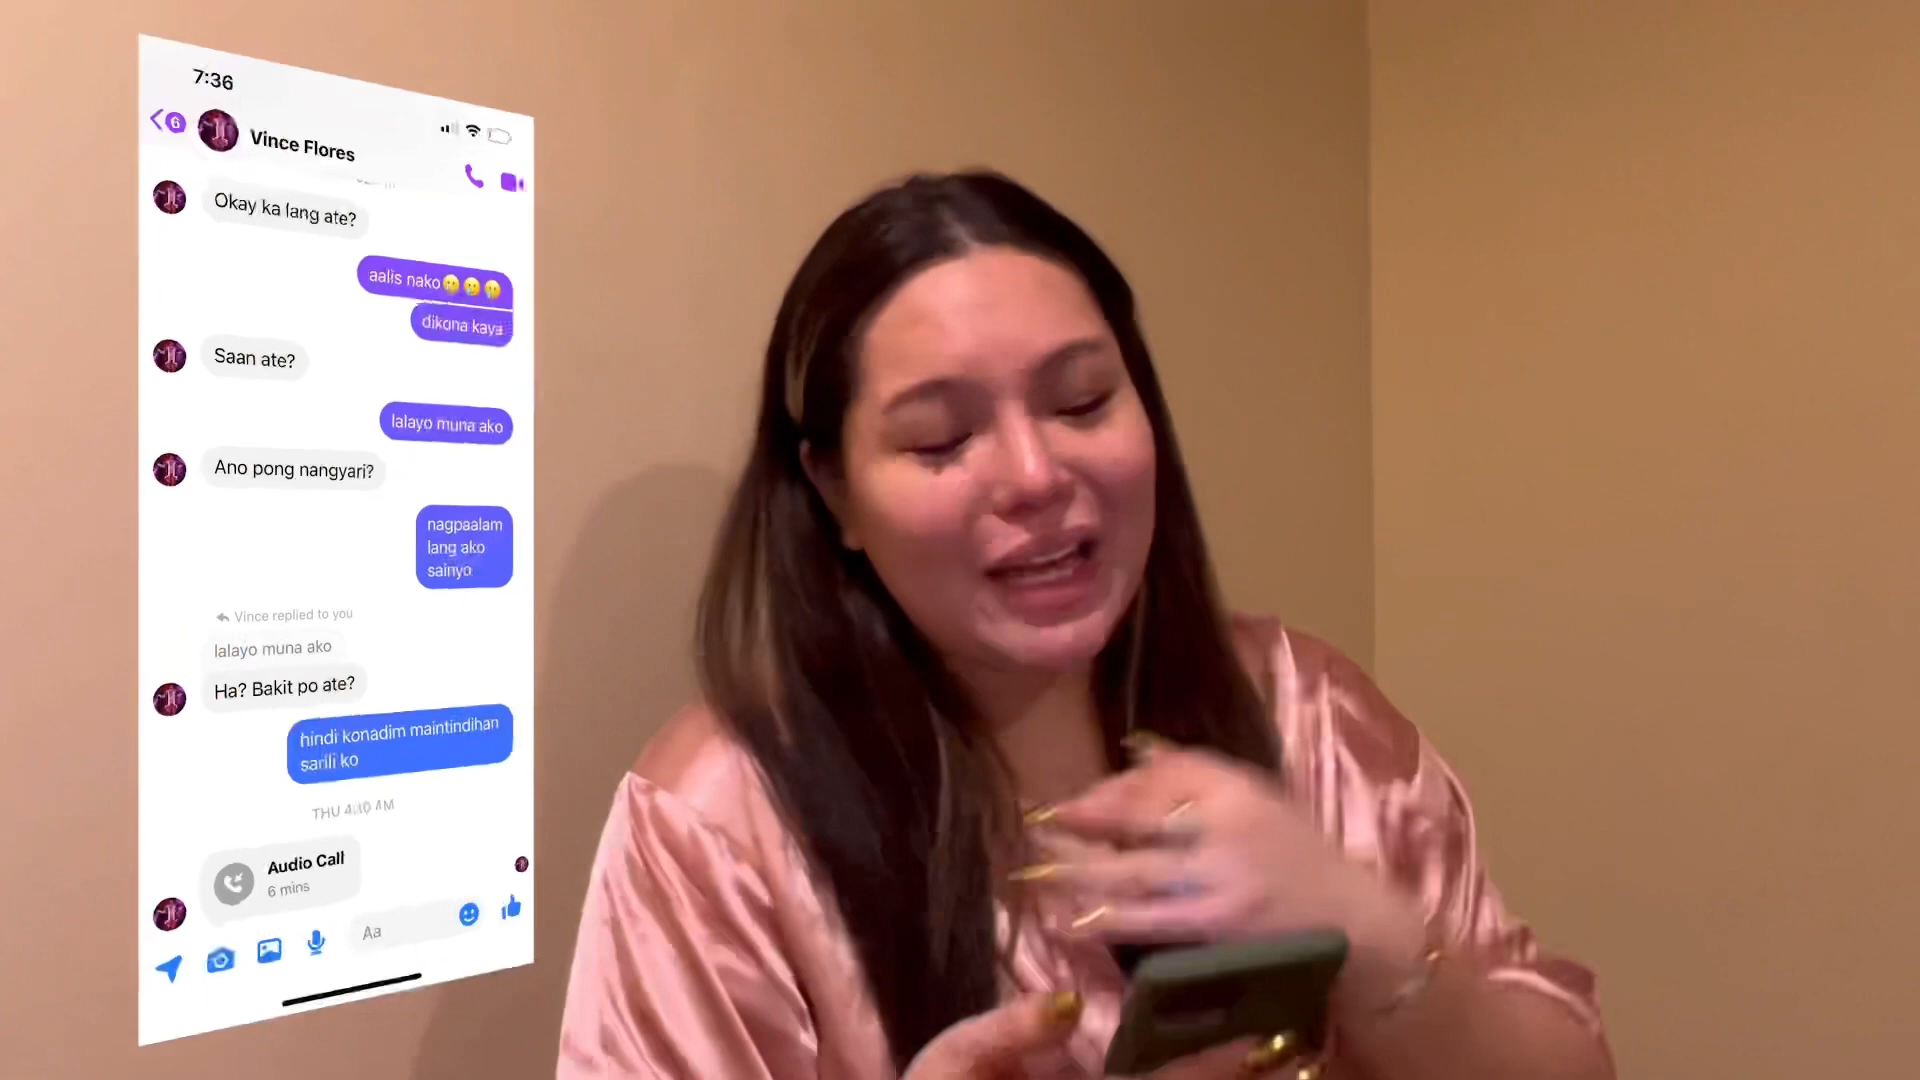 7:36
6
Vince Flores
Okay ka lang ate?
aalis nako🥲🥲🥲
dikona kaya
Saan ate?
lalayo muna ako
Ano pong nangyari?
nagpaalam
lang ako
sainyo
Vince replied to you
lalayo muna ako
Ha? Bakit po ate?
hindi konadim maintindihan
sarili ko
THU AM
Audio Call
6 mins
Aa